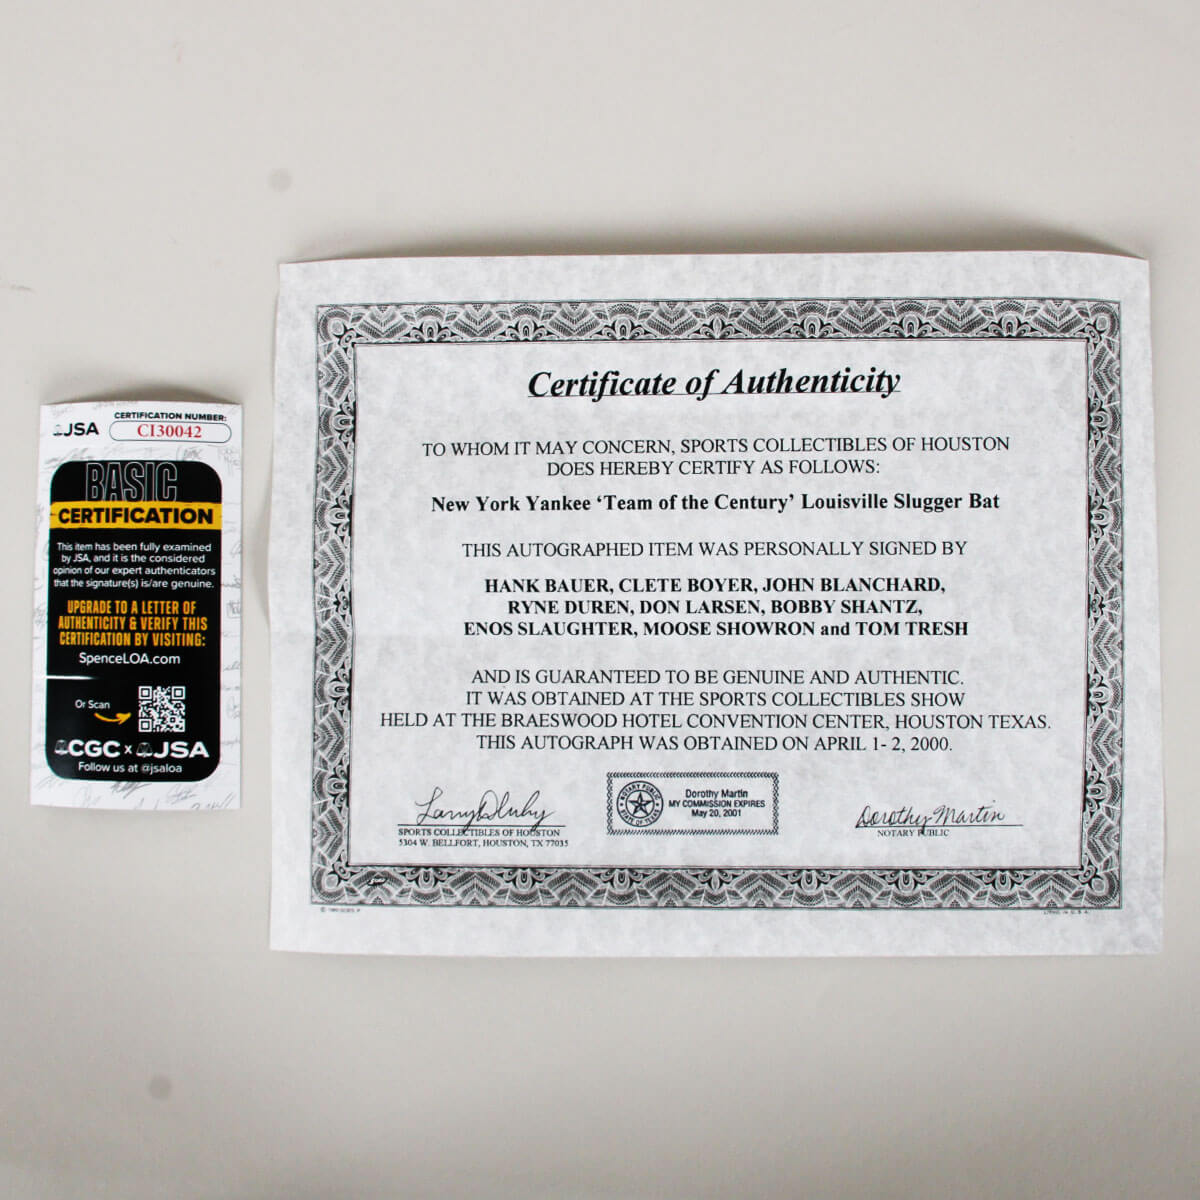 JSA
CERTIFICATION NUMBER:
CI30042
BASIC
CERTIFICATION
This item has been fully examined
by JSA, and it is the considered
opinion of our expert authenticators
that the signature(s) is/are genuine.
UPGRADE TO A LETTER OF
AUTHENTICITY & VERIFY THIS
CERTIFICATION BY VISITING:
SpenceLOA.com
Or Scan
CGC x JSA
Follow us at @jsaloa
Certificate of Authenticity
TO WHOM IT MAY CONCERN, SPORTS COLLECTIBLES OF HOUSTON
DOES HEREBY CERTIFY AS FOLLOWS:
New York Yankee ‘Team of the Century’ Louisville Slugger Bat
THIS AUTOGRAPHED ITEM WAS PERSONALLY SIGNED BY
HANK BAUER, CLETE BOYER, JOHN BLANCHARD,
RYNE DUREN, DON LARSEN, BOBBY SHANTZ,
ENOS SLAUGHTER, MOOSE SHOWRON and TOM TRESH
AND IS GUARANTEED TO BE GENUINE AND AUTHENTIC.
IT WAS OBTAINED AT THE SPORTS COLLECTIBLES SHOW
HELD AT THE BRAESWOOD HOTEL CONVENTION CENTER, HOUSTON TEXAS.
THIS AUTOGRAPH WAS OBTAINED ON APRIL 1- 2, 2000.
Larry
SPORTS COLLECTIBLES OF HOUSTON
5304 W. BELLFORT, HOUSTON, TX 77035
NOTARY PUBLIC
STATE OF TEXAS
Dorothy Martin
MY COMMISSION EXPIRES
May 20, 2001
Dorothy Martin
NOTARY PUBLIC
LITHO. IN U.S.A.